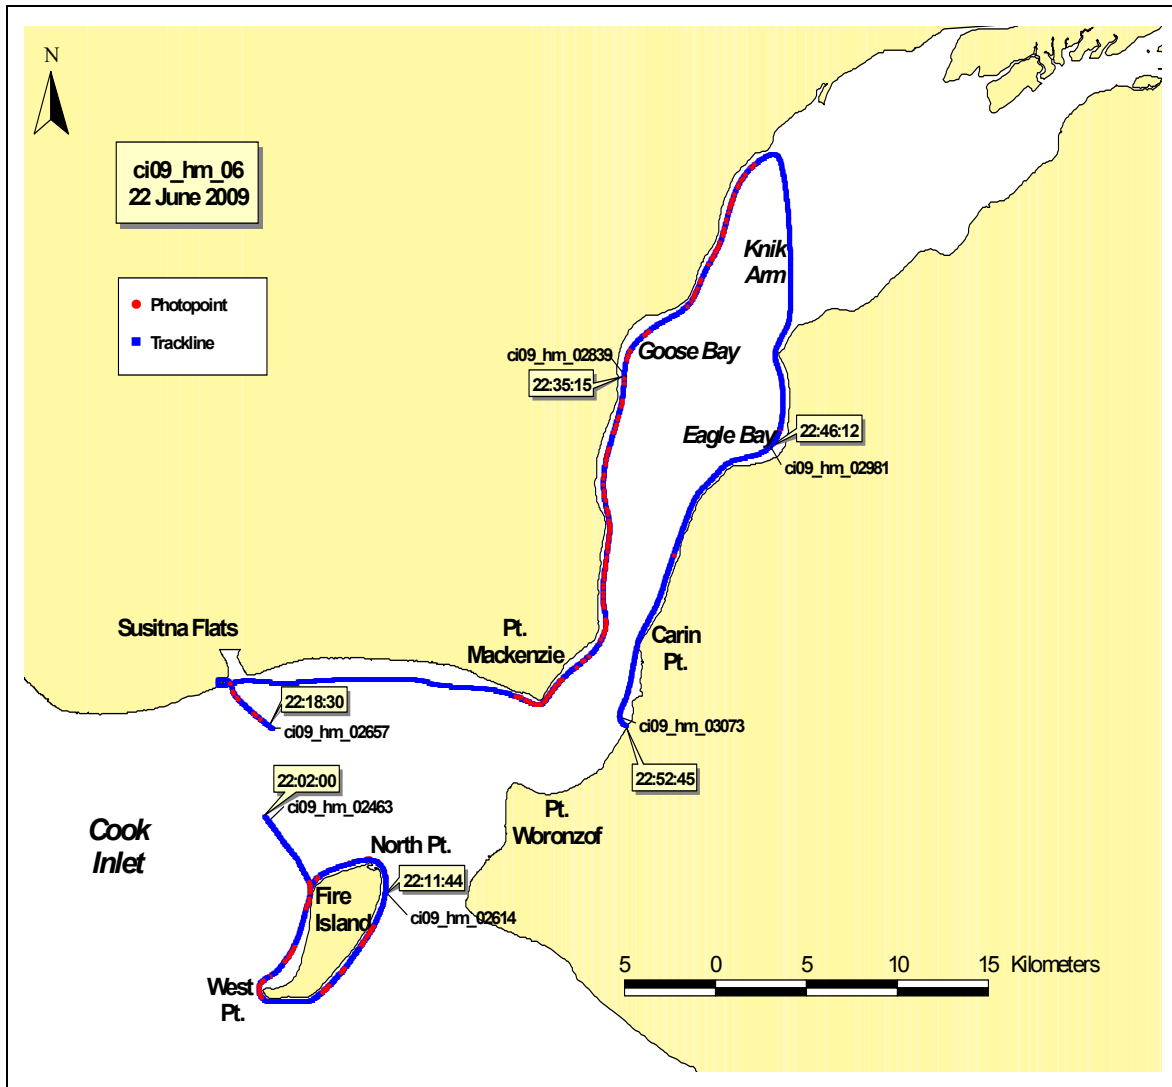 N
ci09_hm_06
22 June 2009
Photopoint
Trackline
Knik
Arm
ci09_hm_02839
Goose Bay
22:35:15
Eagle Bay
22:46:12
ci09_hm_02981
Susitna Flats
Pt.
Mackenzie
Carin
Pt.
22:18:30
ci09_hm_02657
ci09_hm_03073
22:52:45
22:02:00
ci09_hm_02463
Cook
Inlet
Pt.
Woronzof
North Pt.
22:11:44
Fire
Island
ci09_hm_02614
West
Pt.
5 0 5 10 15 Kilometers